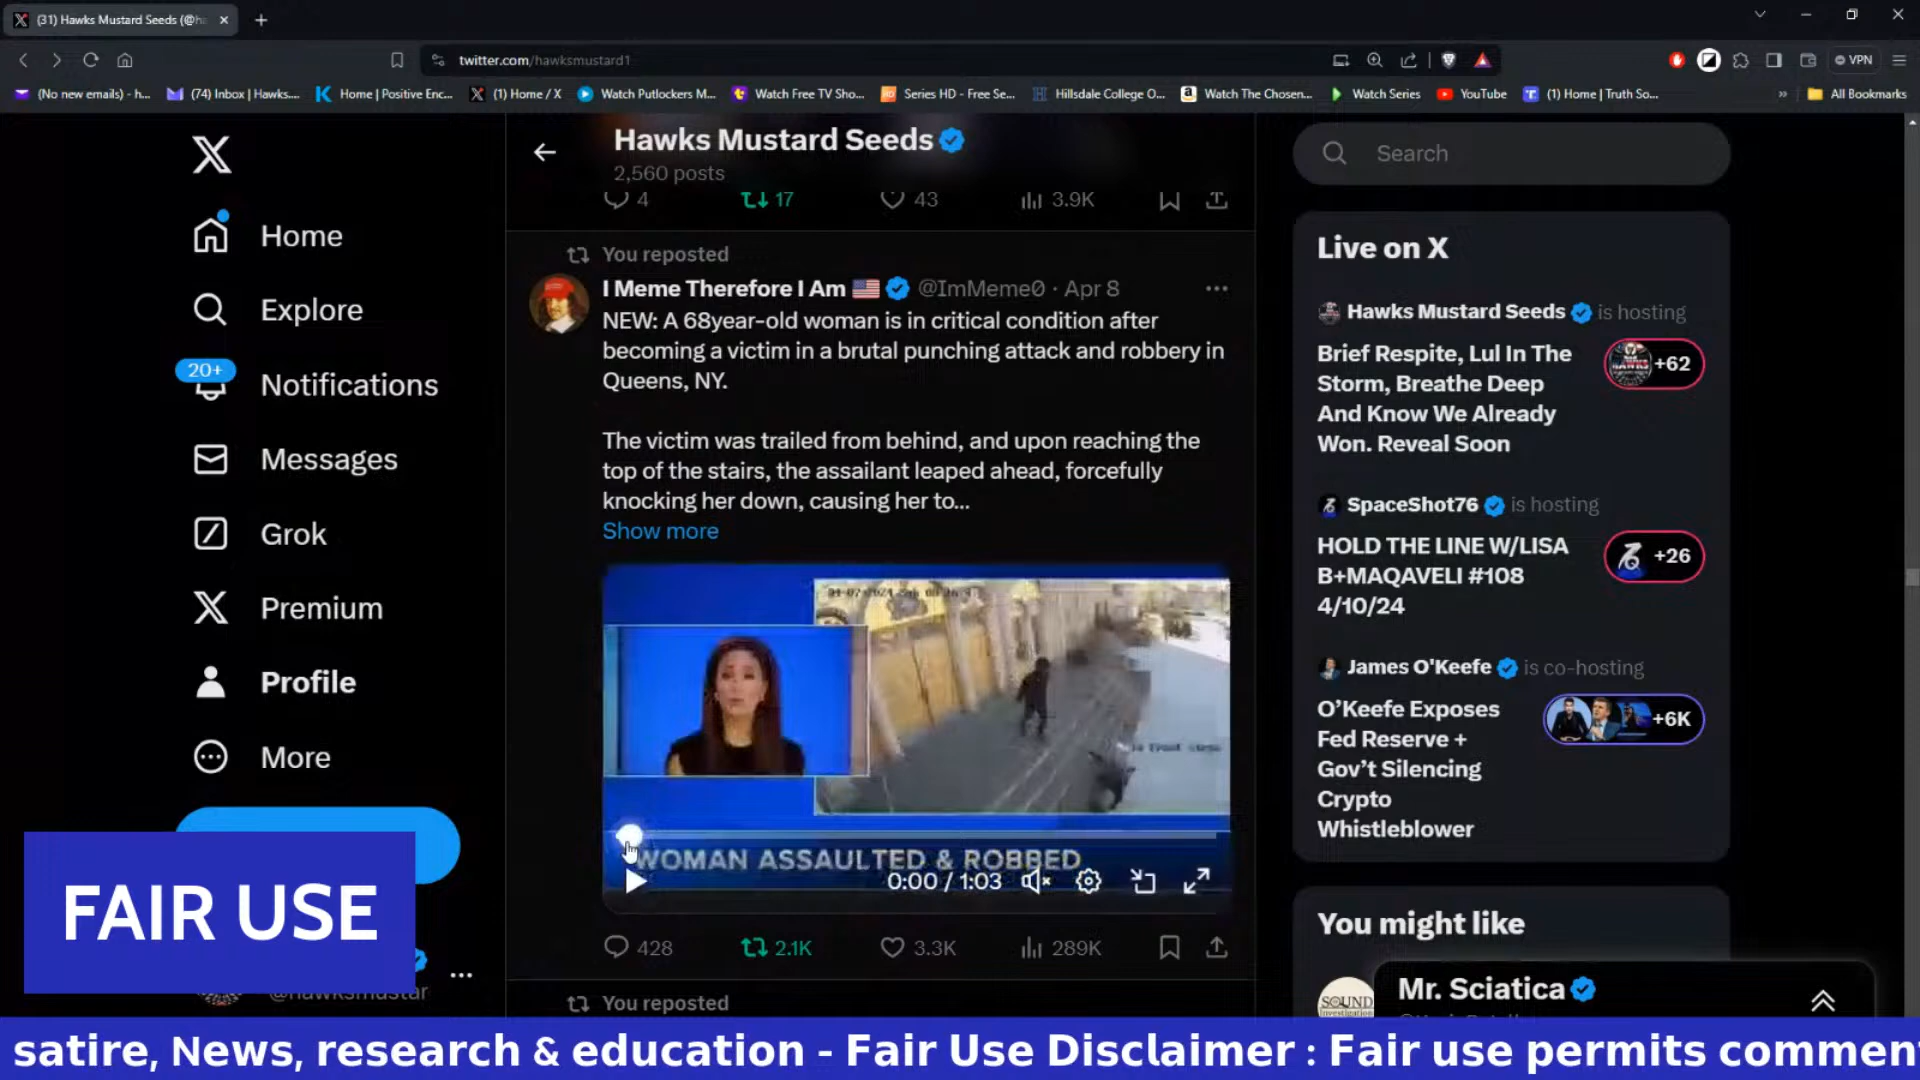 (31) Hawks Mustard Seeds (@ha
twitter.com/hawksmustard1
VPN
(No new emails) - h...
(74) Inbox | Hawks....
Home | Positive Enc...
(1) Home / X
Watch Putlockers M...
Watch Free TV Sho...
Series HD - Free Se...
Hillsdale College O...
Watch The Chosen...
Watch Series
YouTube
(1) Home | Truth So...
All Bookmarks
Hawks Mustard Seeds
2,560 posts
4 17 43 3.9K
Home
Explore
20+
Notifications
Messages
Grok
Premium
Profile
More
You reposted
I Meme Therefore I Am @ImMeme0 · Apr 8
NEW: A 68year-old woman is in critical condition after
becoming a victim in a brutal punching attack and robbery in
Queens, NY.
The victim was trailed from behind, and upon reaching the
top of the stairs, the assailant leaped ahead, forcefully
knocking her down, causing her to...
Show more
WOMAN ASSAULTED & ROBBED
0:00 / 1:03
428 2.1K 3.3K 289K
You reposted
Search
Live on X
Hawks Mustard Seeds is hosting
Brief Respite, Lul In The
Storm, Breathe Deep
And Know We Already
Won. Reveal Soon
+62
SpaceShot76 is hosting
HOLD THE LINE W/LISA
B+MAQAVELI #108
4/10/24
+26
James O'Keefe is co-hosting
O’Keefe Exposes
Fed Reserve +
Gov’t Silencing
Crypto
Whistleblower
+6K
You might like
SOUND
Investigation
Mr. Sciatica
FAIR USE
@hawksmustar
satire, News, research & education - Fair Use Disclaimer : Fair use permits comment